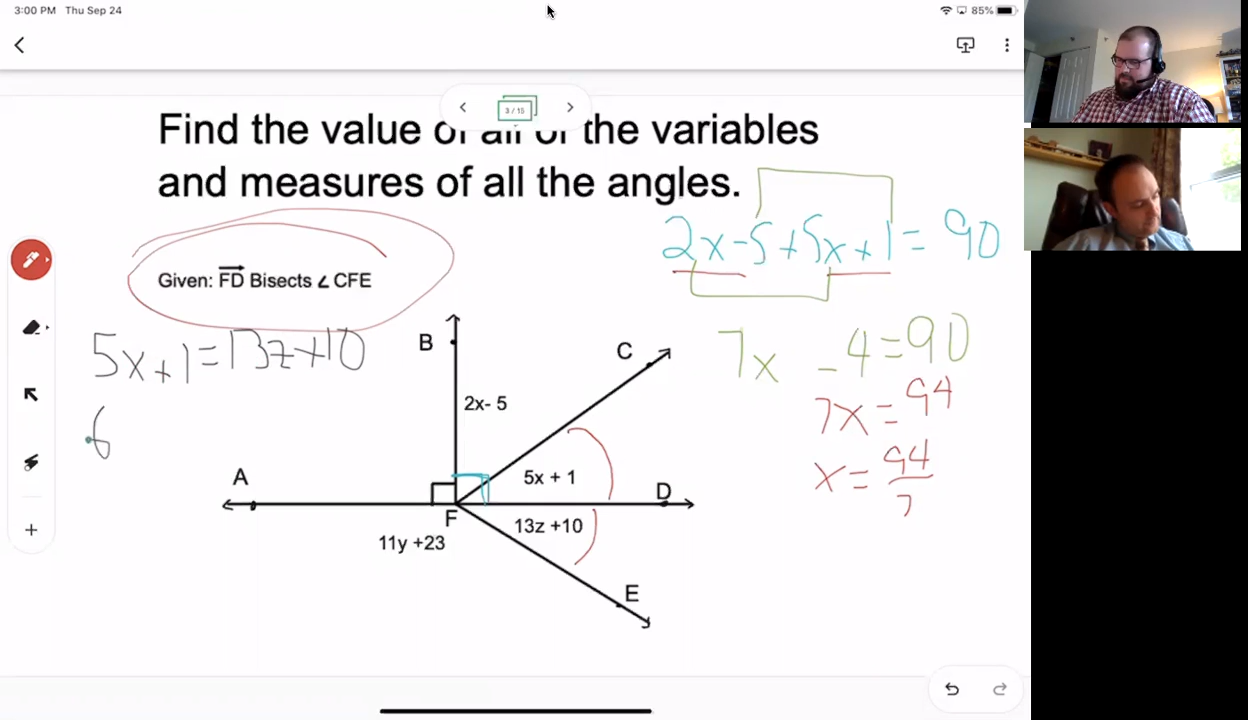 3:00 PM Thu Sep 24
85%
3 / 15
Find the value of all of the variables
and measures of all the angles.
2x-5+5x+1=90
Given: FD Bisects ∠ CFE
5x+1=13z+10
7x -4=90
7x=94
x=94/7
6
B
C
2x- 5
A
5x + 1
D
F
13z +10
11y +23
E